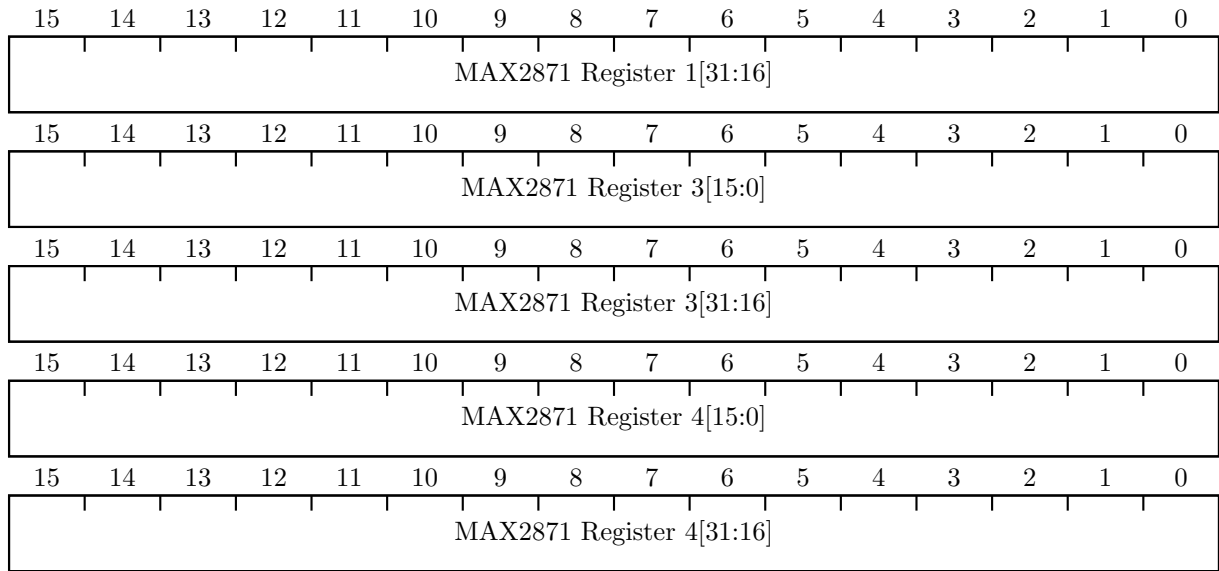 15 14 13 12 11 10 9 8 7 6 5 4 3 2 1 0
MAX2871 Register 1[31:16]
15 14 13 12 11 10 9 8 7 6 5 4 3 2 1 0
MAX2871 Register 3[15:0]
15 14 13 12 11 10 9 8 7 6 5 4 3 2 1 0
MAX2871 Register 3[31:16]
15 14 13 12 11 10 9 8 7 6 5 4 3 2 1 0
MAX2871 Register 4[15:0]
15 14 13 12 11 10 9 8 7 6 5 4 3 2 1 0
MAX2871 Register 4[31:16]